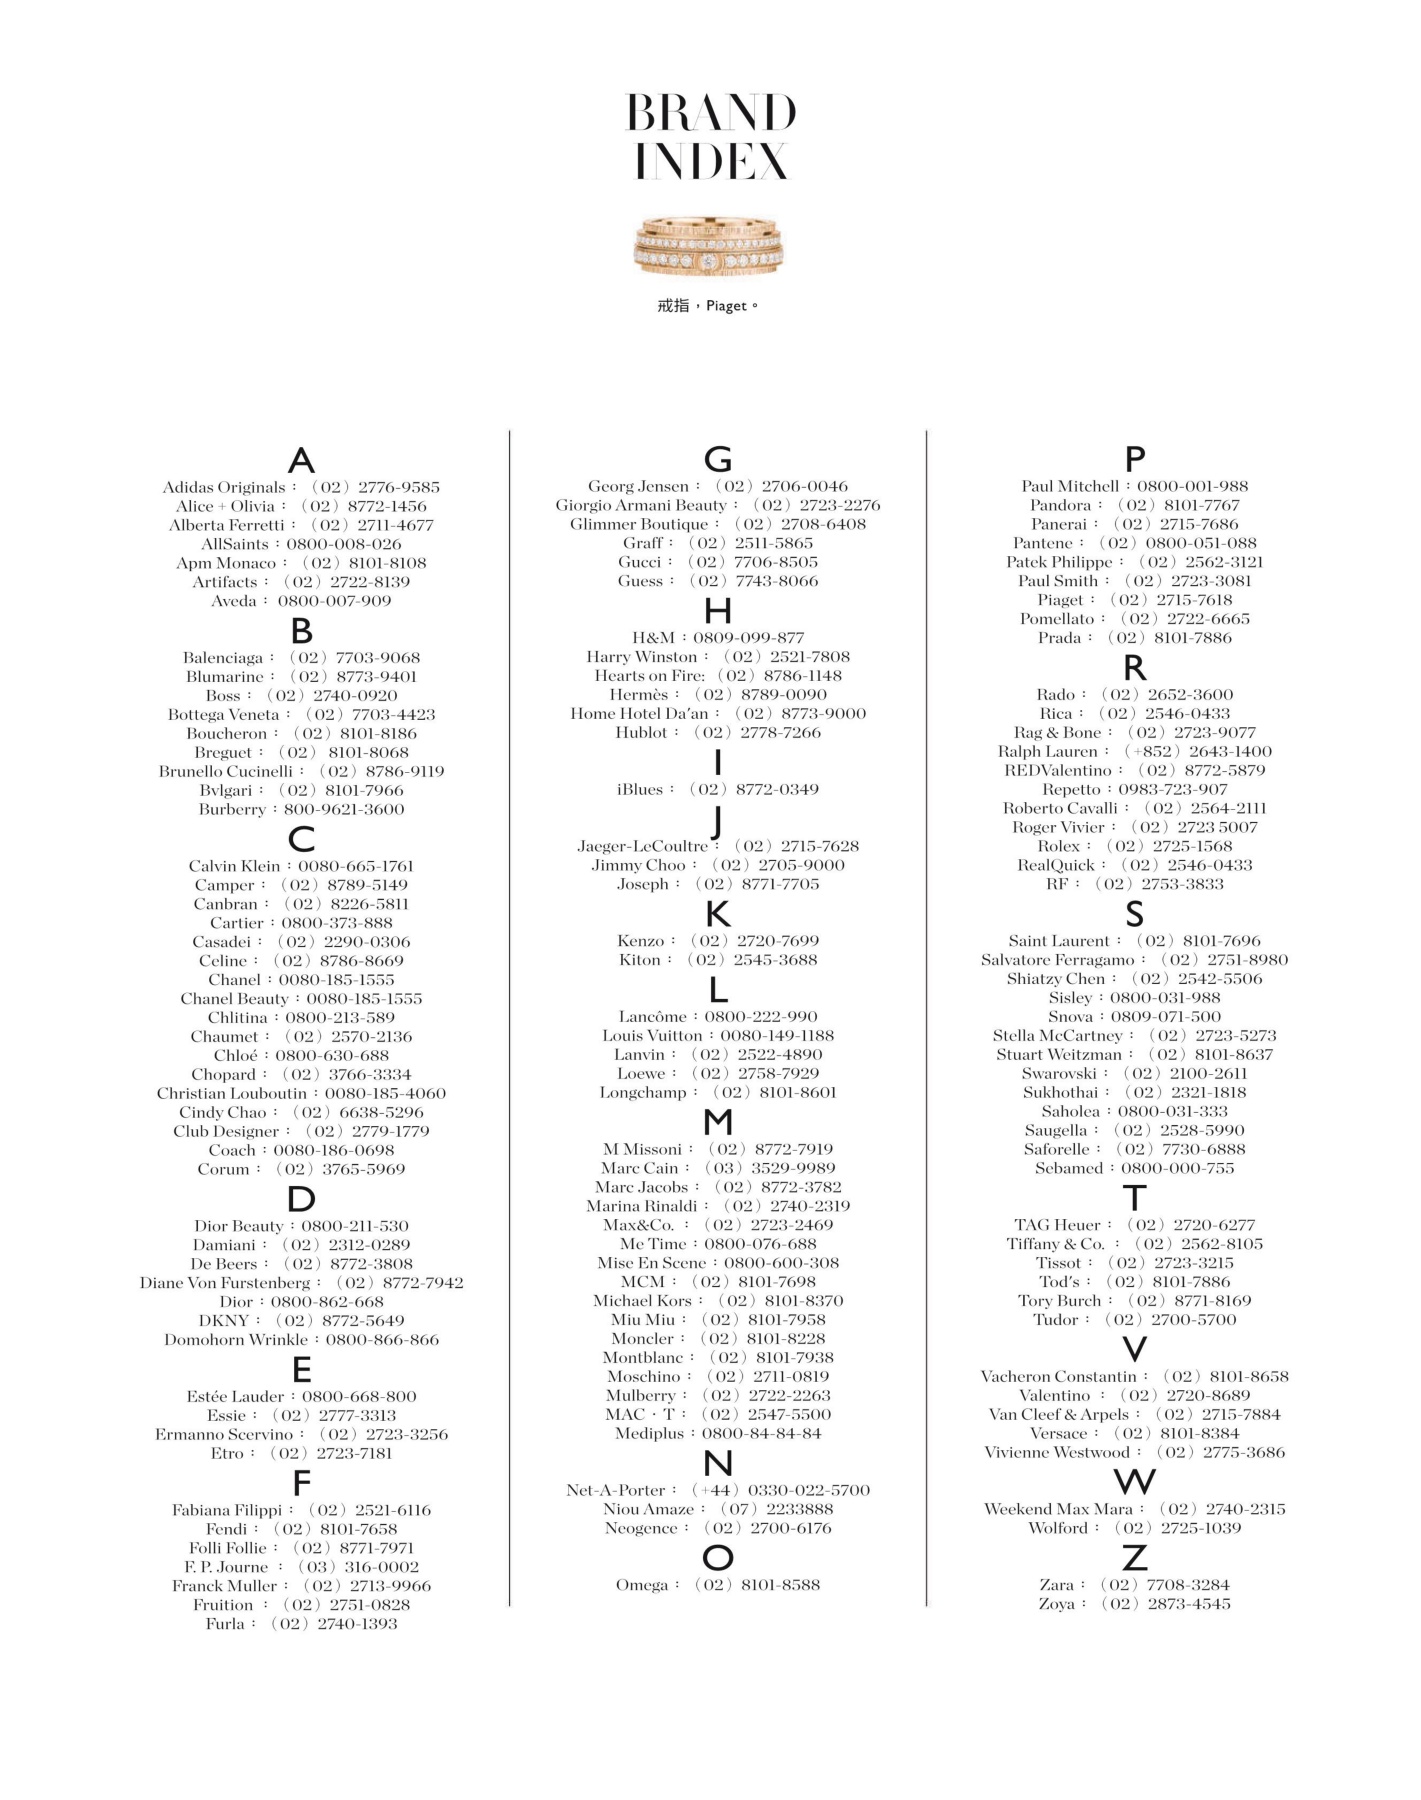 BRAND
INDEX
戒指，Piaget。
A
Adidas Originals：（02）2776-9585
Alice + Olivia：（02）8772-1456
Alberta Ferretti：（02）2711-4677
AllSaints：0800-008-026
Apm Monaco：（02）8101-8108
Artifacts：（02）2722-8139
Aveda：0800-007-909
B
Balenciaga：（02）7703-9068
Blumarine：（02）8773-9401
Boss：（02）2740-0920
Bottega Veneta：（02）7703-4423
Boucheron：（02）8101-8186
Breguet：（02）8101-8068
Brunello Cucinelli：（02）8786-9119
Bvlgari：（02）8101-7966
Burberry：800-9621-3600
C
Calvin Klein：0080-665-1761
Camper：（02）8789-5149
Canbran：（02）8226-5811
Cartier：0800-373-888
Casadei：（02）2290-0306
Celine：（02）8786-8669
Chanel：0080-185-1555
Chanel Beauty：0080-185-1555
Chlitina：0800-213-589
Chaumet：（02）2570-2136
Chloé：0800-630-688
Chopard：（02）3766-3334
Christian Louboutin：0080-185-4060
Cindy Chao：（02）6638-5296
Club Designer：（02）2779-1779
Coach：0080-186-0698
Corum：（02）3765-5969
D
Dior Beauty：0800-211-530
Damiani：（02）2312-0289
De Beers：（02）8772-3808
Diane Von Furstenberg：（02）8772-7942
Dior：0800-862-668
DKNY：（02）8772-5649
Domohorn Wrinkle：0800-866-866
E
Estée Lauder：0800-668-800
Essie：（02）2777-3313
Ermanno Scervino：（02）2723-3256
Etro：（02）2723-7181
F
Fabiana Filippi：（02）2521-6116
Fendi：（02）8101-7658
Folli Follie：（02）8771-7971
F. P. Journe：（03）316-0002
Franck Muller：（02）2713-9966
Fruition：（02）2751-0828
Furla：（02）2740-1393
G
Georg Jensen：（02）2706-0046
Giorgio Armani Beauty：（02）2723-2276
Glimmer Boutique：（02）2708-6408
Graff：（02）2511-5865
Gucci：（02）7706-8505
Guess：（02）7743-8066
H
H&M：0809-099-877
Harry Winston：（02）2521-7808
Hearts on Fire:（02）8786-1148
Hermès：（02）8789-0090
Home Hotel Da'an：（02）8773-9000
Hublot：（02）2778-7266
I
iBlues：（02）8772-0349
J
Jaeger-LeCoultre：（02）2715-7628
Jimmy Choo：（02）2705-9000
Joseph：（02）8771-7705
K
Kenzo：（02）2720-7699
Kiton：（02）2545-3688
L
Lancôme：0800-222-990
Louis Vuitton：0080-149-1188
Lanvin：（02）2522-4890
Loewe：（02）2758-7929
Longchamp：（02）8101-8601
M
M Missoni：（02）8772-7919
Marc Cain：（03）3529-9989
Marc Jacobs：（02）8772-3782
Marina Rinaldi：（02）2740-2319
Max&Co.：（02）2723-2469
Me Time：0800-076-688
Mise En Scene：0800-600-308
MCM：（02）8101-7698
Michael Kors：（02）8101-8370
Miu Miu：（02）8101-7958
Moncler：（02）8101-8228
Montblanc：（02）8101-7938
Moschino：（02）2711-0819
Mulberry：（02）2722-2263
MAC．T：（02）2547-5500
Mediplus：0800-84-84-84
N
Net-A-Porter：（+44）0330-022-5700
Niou Amaze：（07）2233888
Neogence：（02）2700-6176
O
Omega：（02）8101-8588
P
Paul Mitchell：0800-001-988
Pandora：（02）8101-7767
Panerai：（02）2715-7686
Pantene：（02）0800-051-088
Patek Philippe：（02）2562-3121
Paul Smith：（02）2723-3081
Piaget：（02）2715-7618
Pomellato：（02）2722-6665
Prada：（02）8101-7886
R
Rado：（02）2652-3600
Rica：（02）2546-0433
Rag & Bone：（02）2723-9077
Ralph Lauren：（+852）2643-1400
REDValentino：（02）8772-5879
Repetto：0983-723-907
Roberto Cavalli：（02）2564-2111
Roger Vivier：（02）2723 5007
Rolex：（02）2725-1568
RealQuick：（02）2546-0433
RF：（02）2753-3833
S
Saint Laurent：（02）8101-7696
Salvatore Ferragamo：（02）2751-8980
Shiatzy Chen：（02）2542-5506
Sisley：0800-031-988
Snova：0809-071-500
Stella McCartney：（02）2723-5273
Stuart Weitzman：（02）8101-8637
Swarovski：（02）2100-2611
Sukhothai：（02）2321-1818
Saholea：0800-031-333
Saugella：（02）2528-5990
Saforelle：（02）7730-6888
Sebamed：0800-000-755
T
TAG Heuer：（02）2720-6277
Tiffany & Co.：（02）2562-8105
Tissot：（02）2723-3215
Tod's：（02）8101-7886
Tory Burch：（02）8771-8169
Tudor：（02）2700-5700
V
Vacheron Constantin：（02）8101-8658
Valentino：（02）2720-8689
Van Cleef & Arpels：（02）2715-7884
Versace：（02）8101-8384
Vivienne Westwood：（02）2775-3686
W
Weekend Max Mara：（02）2740-2315
Wolford：（02）2725-1039
Z
Zara：（02）7708-3284
Zoya：（02）2873-4545